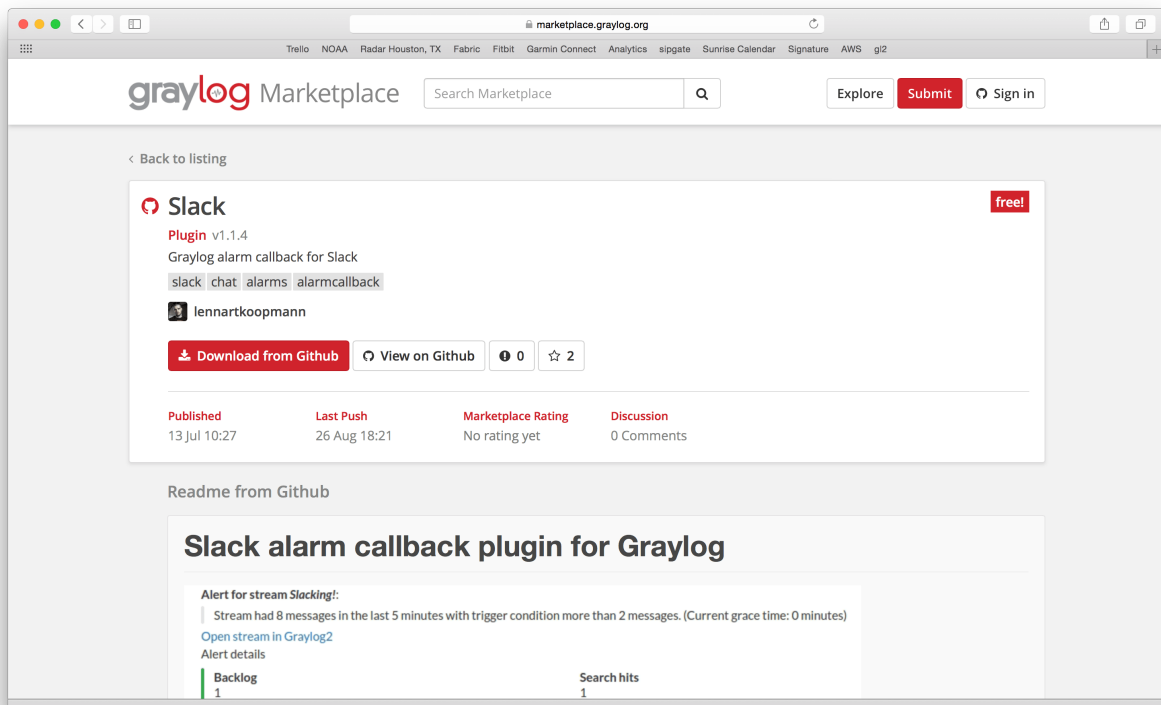 marketplace.graylog.org
Trello NOAA Radar Houston, TX Fabric Fitbit Garmin Connect Analytics sipgate Sunrise Calendar Signature AWS gl2
graylog Marketplace Search Marketplace Explore Submit Sign in
Back to listing
Slack free!
Plugin v1.1.4
Graylog alarm callback for Slack
slack chat alarms alarmcallback
lennartkoopmann
Download from Github View on Github 0 2
Published Last Push Marketplace Rating Discussion
13 Jul 10:27 26 Aug 18:21 No rating yet 0 Comments
Readme from Github
Slack alarm callback plugin for Graylog
Alert for stream Slacking!:
Stream had 8 messages in the last 5 minutes with trigger condition more than 2 messages. (Current grace time: 0 minutes)
Open stream in Graylog2
Alert details
Backlog Search hits
1 1